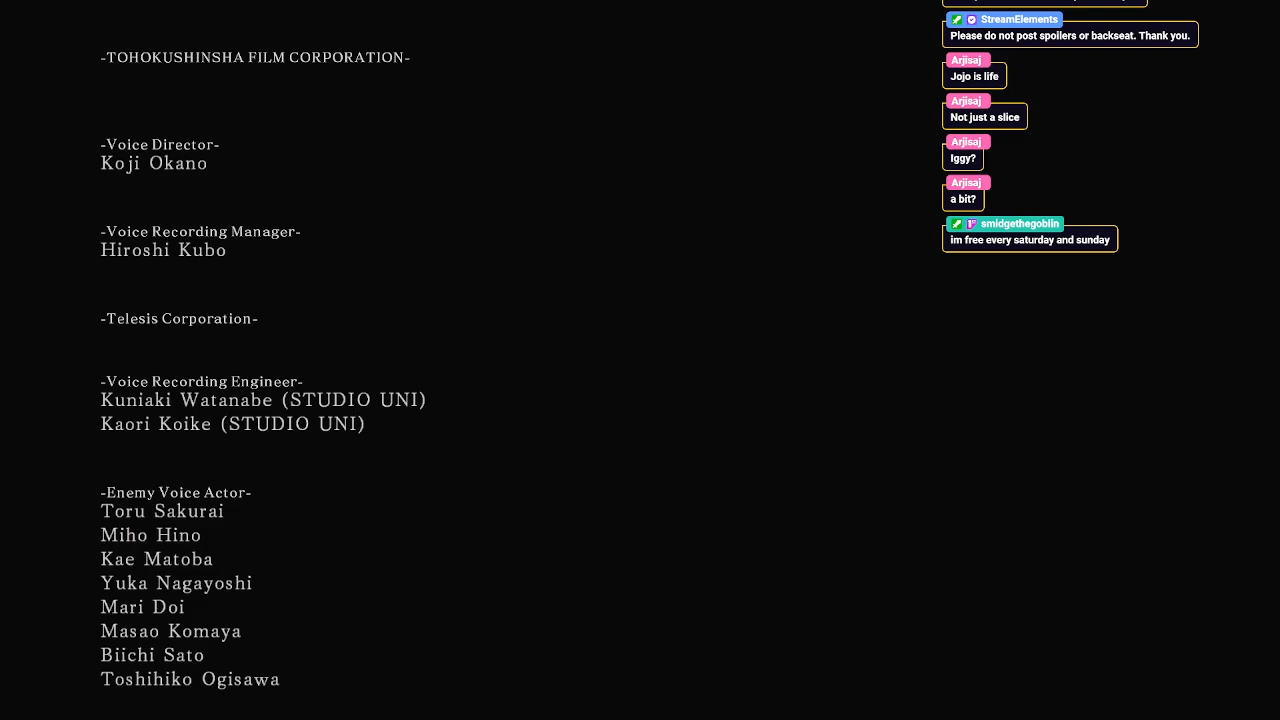 -TOHOKUSHINSHA FILM CORPORATION-
-Voice Director-
Koji Okano
-Voice Recording Manager-
Hiroshi Kubo
-Telesis Corporation-
-Voice Recording Engineer-
Kuniaki Watanabe (STUDIO UNI)
Kaori Koike (STUDIO UNI)
-Enemy Voice Actor-
Toru Sakurai
Miho Hino
Kae Matoba
Yuka Nagayoshi
Mari Doi
Masao Komaya
Biichi Sato
Toshihiko Ogisawa
StreamElements
Please do not post spoilers or backseat. Thank you.
Arjisaj
Jojo is life
Arjisaj
Not just a slice
Arjisaj
Iggy?
Arjisaj
a bit?
smidgethegoblin
im free every saturday and sunday